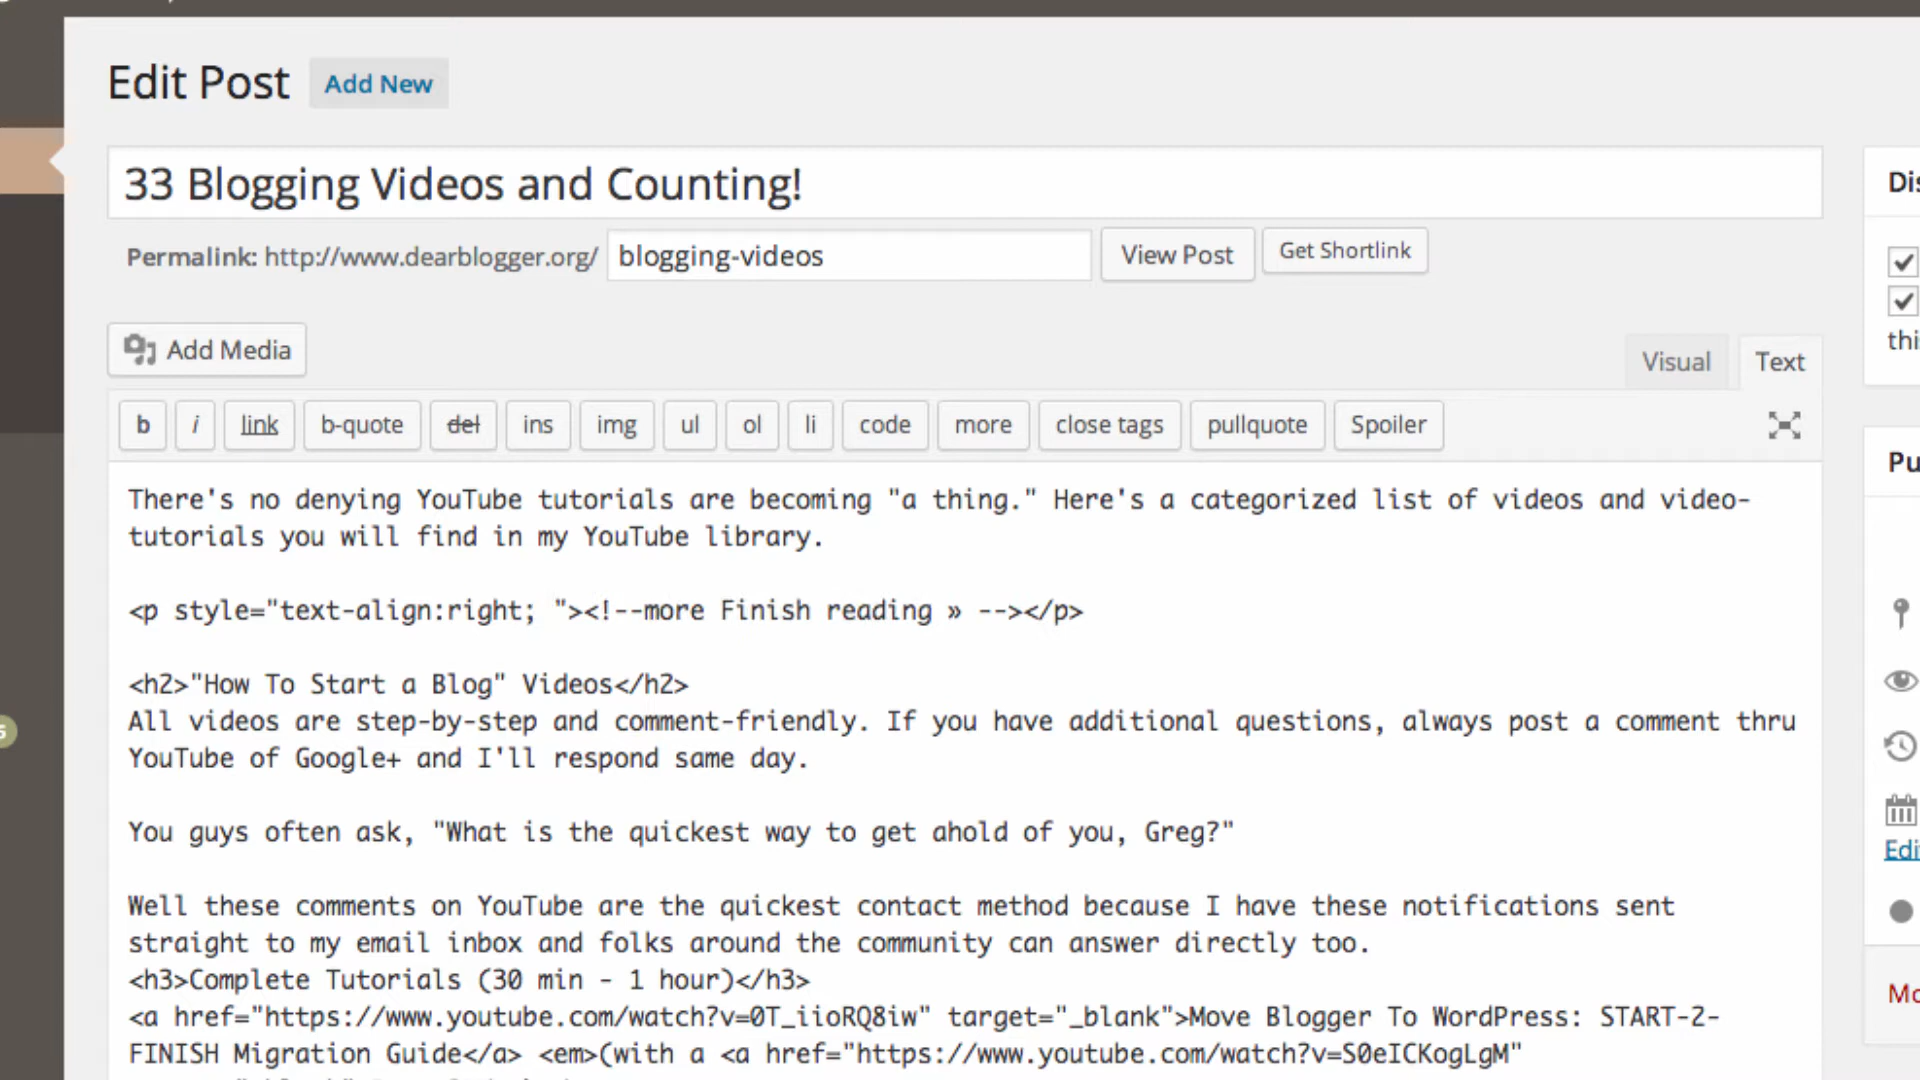 Edit Post Add New
33 Blogging Videos and Counting!
Permalink: http://www.dearblogger.org/ blogging-videos View Post Get Shortlink
Add Media
Visual Text
b i link b-quote del ins img ul ol li code more close tags pullquote Spoiler
There's no denying YouTube tutorials are becoming "a thing." Here's a categorized list of videos and video-
tutorials you will find in my YouTube library.
<p style="text-align:right; "><!--more Finish reading » --></p>
<h2>"How To Start a Blog" Videos</h2>
All videos are step-by-step and comment-friendly. If you have additional questions, always post a comment thru
YouTube of Google+ and I'll respond same day.
You guys often ask, "What is the quickest way to get ahold of you, Greg?"
Well these comments on YouTube are the quickest contact method because I have these notifications sent
straight to my email inbox and folks around the community can answer directly too.
<h3>Complete Tutorials (30 min - 1 hour)</h3>
<a href="https://www.youtube.com/watch?v=0T_iioRQ8iw" target="_blank">Move Blogger To WordPress: START-2-
FINISH Migration Guide</a> <em>(with a <a href="https://www.youtube.com/watch?v=S0eICKogLgM"